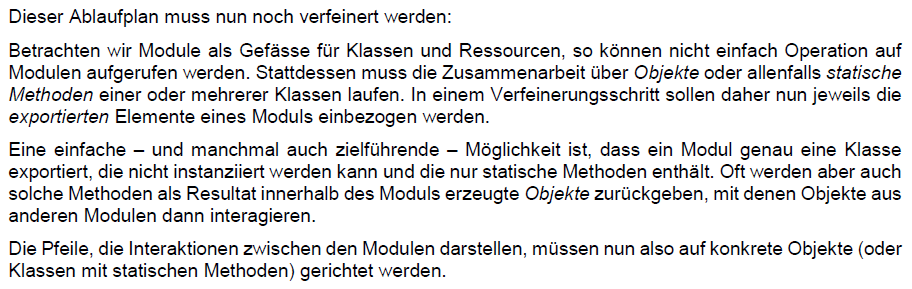 Dieser Ablaufplan muss nun noch verfeinert werden:
Betrachten wir Module als Gefässe für Klassen und Ressourcen, so können nicht einfach Operation auf
Modulen aufgerufen werden. Stattdessen muss die Zusammenarbeit über Objekte oder allenfalls statische
Methoden einer oder mehrerer Klassen laufen. In einem Verfeinerungsschritt sollen daher nun jeweils die
exportierten Elemente eines Moduls einbezogen werden.
Eine einfache – und manchmal auch zielführende – Möglichkeit ist, dass ein Modul genau eine Klasse
exportiert, die nicht instanziiert werden kann und die nur statische Methoden enthält. Oft werden aber auch
solche Methoden als Resultat innerhalb des Moduls erzeugte Objekte zurückgeben, mit denen Objekte aus
anderen Modulen dann interagieren.
Die Pfeile, die Interaktionen zwischen den Modulen darstellen, müssen nun also auf konkrete Objekte (oder
Klassen mit statischen Methoden) gerichtet werden.